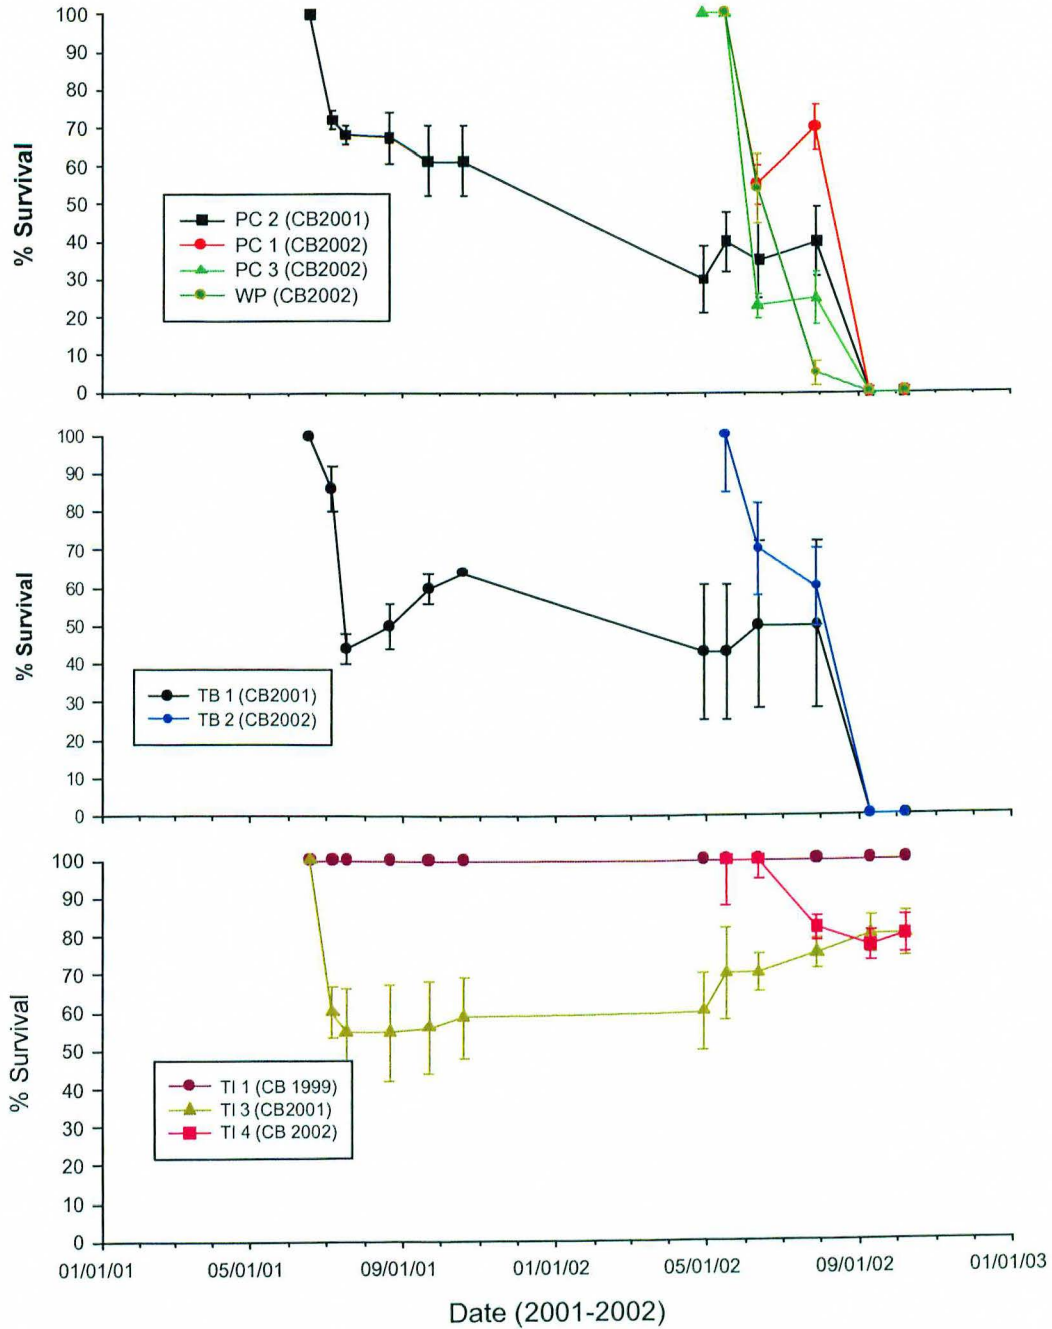 100
90
80
70
60
50
40
30
20
10
0
% Survival
PC 2 (CB2001)
PC 1 (CB2002)
PC 3 (CB2002)
WP (CB2002)
100
90
80
70
60
50
40
30
20
10
0
% Survival
TB 1 (CB2001)
TB 2 (CB2002)
100
90
80
70
60
50
40
30
20
10
0
% Survival
TI 1 (CB 1999)
TI 3 (CB2001)
TI 4 (CB 2002)
01/01/01 05/01/01 09/01/01 01/01/02 05/01/02 09/01/02 01/01/03
Date (2001-2002)